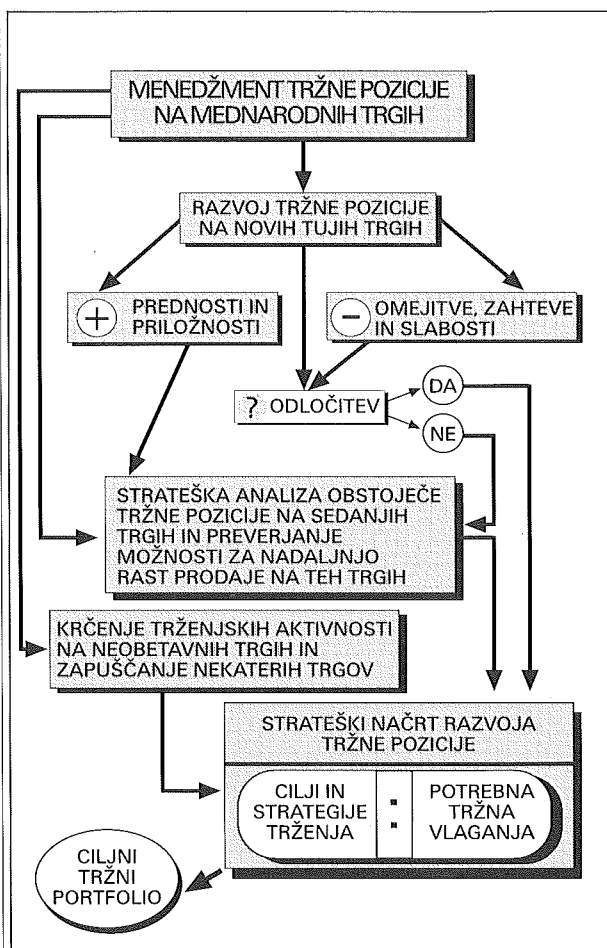 MENEDŽMENT TRŽNE POZICIJE
NA MEDNARODNIH TRGIH
RAZVOJ TRŽNE POZICIJE
NA NOVIH TUJIH TRGIH
+ PREDNOSTI IN
PRILOŽNOSTI
− OMEJITVE, ZAHTEVE
IN SLABOSTI
? ODLOČITEV
DA
NE
STRATEŠKA ANALIZA OBSTOJEČE
TRŽNE POZICIJE NA SEDANJIH
TRGIH IN PREVERJANJE
MOŽNOSTI ZA NADALJNJO
RAST PRODAJE NA TEH TRGIH
KRČENJE TRŽENJSKIH AKTIVNOSTI
NA NEOBETAVNIH TRGIH IN
ZAPUŠČANJE NEKATERIH TRGOV
STRATEŠKI NAČRT RAZVOJA
TRŽNE POZICIJE
CILJI IN
STRATEGIJE
TRŽENJA
:
POTREBNA
TRŽNA
VLAGANJA
CILJNI
TRŽNI
PORTFOLIO